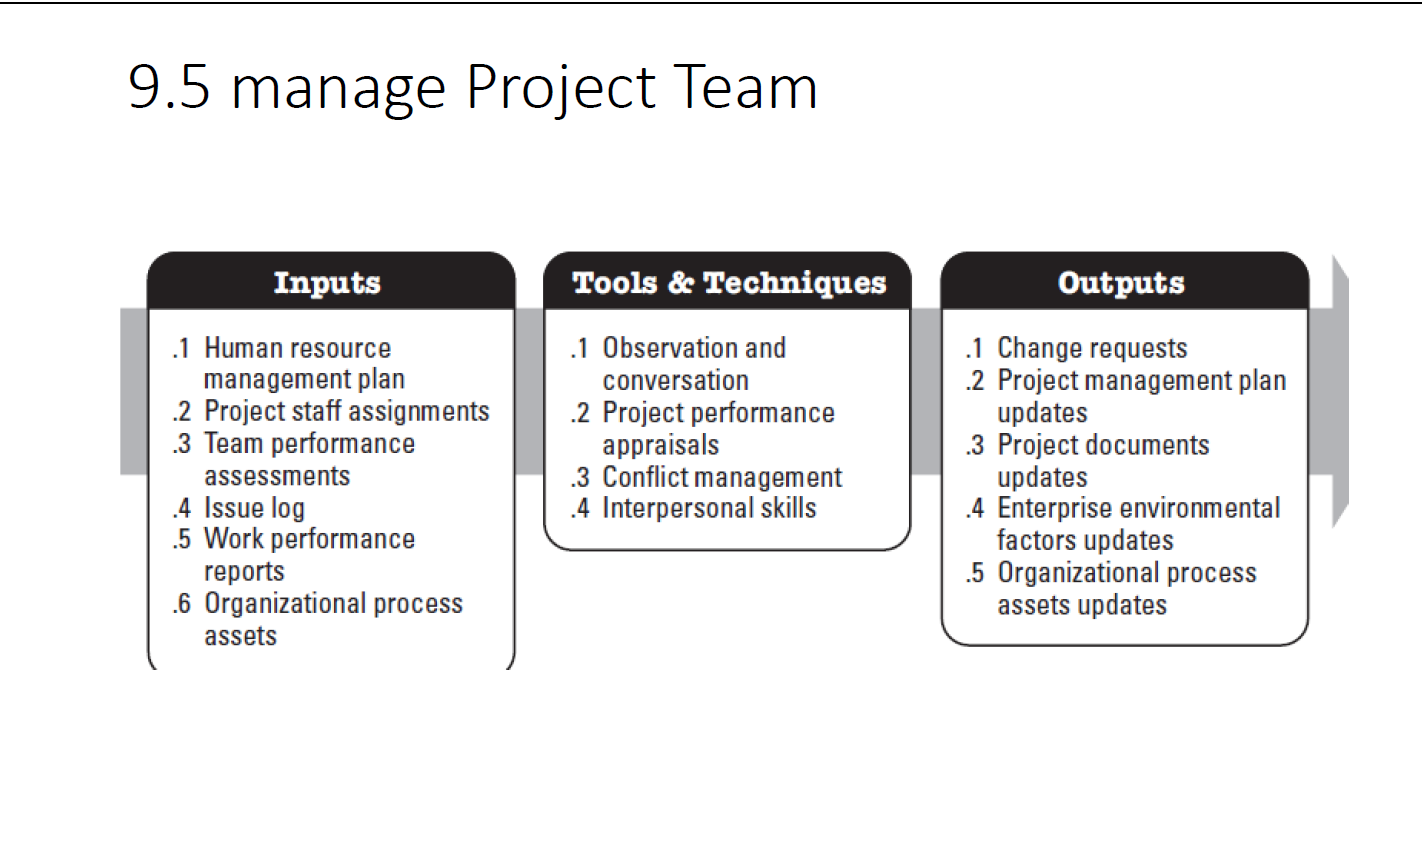 9.5 manage Project Team
Inputs
.1 Human resource
management plan
.2 Project staff assignments
.3 Team performance
assessments
.4 Issue log
.5 Work performance
reports
.6 Organizational process
assets
Tools & Techniques
.1 Observation and
conversation
.2 Project performance
appraisals
.3 Conflict management
.4 Interpersonal skills
Outputs
.1 Change requests
.2 Project management plan
updates
.3 Project documents
updates
.4 Enterprise environmental
factors updates
.5 Organizational process
assets updates